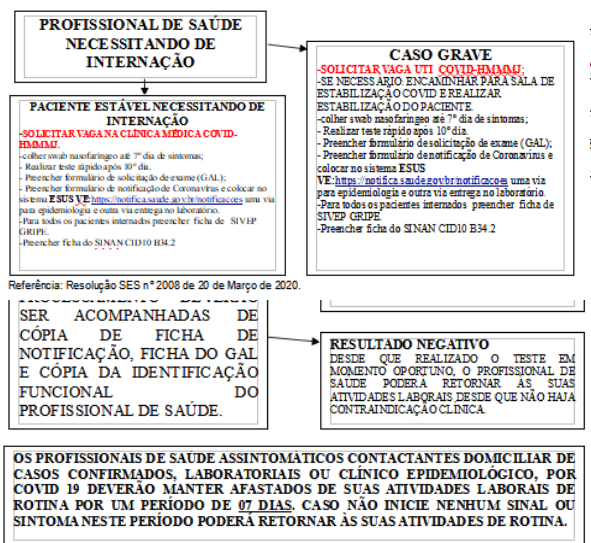 PROFISSIONAL DE SAÚDE
NECESSITANDO DE
INTERNAÇÃO
CASO GRAVE
-SOLICITAR VAGA UTI COVID-HMMMJ;
-SE NECESSARIO: ENCAMINHAR PARA SALA DE
ESTABILIZAÇÃO COVID E REALIZAR
ESTABILIZAÇÃO DO PACIENTE.
-colher swab nasofaríngeo até 7º dia de sintomas;
- Realizar teste rápido após 10º dia.
- Preencher formulário de solicitação de exame (GAL);
- Preencher formulário de notificação de Coronavírus e
colocar no sistema ESUS
VE:https://notifica.saude.gov.br/notificacoes uma via
para epidemiologia e outra via entrega no laboratório.
-Para todos os pacientes internados preencher ficha de
SIVEP GRIPE.
-Preencher ficha do SINAN CID10 B34.2
PACIENTE ESTÁVEL NECESSITANDO DE
INTERNAÇÃO
-SOLICITAR VAGA NA CLÍNICA MÉDICA COVID-
HMMMJ.
-colher swab nasofaríngeo até 7º dia de sintomas;
- Realizar teste rápido após 10º dia.
- Preencher formulário de solicitação de exame (GAL);
- Preencher formulário de notificação de Coronavírus e colocar no
sistema ESUS VE:https://notifica.saude.gov.br/notificacoes uma via
para epidemiologia e outra via entrega no laboratório.
-Para todos os pacientes internados preencher ficha de SIVEP
GRIPE.
-Preencher ficha do SINAN CID10 B34.2
Referência: Resolução SES nº 2008 de 20 de Março de 2020.
SER ACOMPANHADAS DE
CÓPIA DE FICHA DE
NOTIFICAÇÃO, FICHA DO GAL
E CÓPIA DA IDENTIFICAÇÃO
FUNCIONAL DO
PROFISSIONAL DE SAÚDE.
RESULTADO NEGATIVO
DESDE QUE REALIZADO O TESTE EM
MOMENTO OPORTUNO, O PROFISSIONAL DE
SAÚDE PODERÁ RETORNAR AS SUAS
ATIVIDADES LABORAIS DESDE QUE NÃO HAJA
CONTRAINDICAÇÃO CLINICA.
OS PROFISSIONAIS DE SAÚDE ASSINTOMÁTICOS CONTACTANTES DOMICILIAR DE
CASOS CONFIRMADOS, LABORATORIAIS OU CLÍNICO EPIDEMIOLÓGICO, POR
COVID 19 DEVERÃO MANTER AFASTADOS DE SUAS ATIVIDADES LABORAIS DE
ROTINA POR UM PERÍODO DE 07 DIAS. CASO NÃO INICIE NENHUM SINAL OU
SINTOMA NESTE PERÍODO PODERÁ RETORNAR ÀS SUAS ATIVIDADES DE ROTINA.